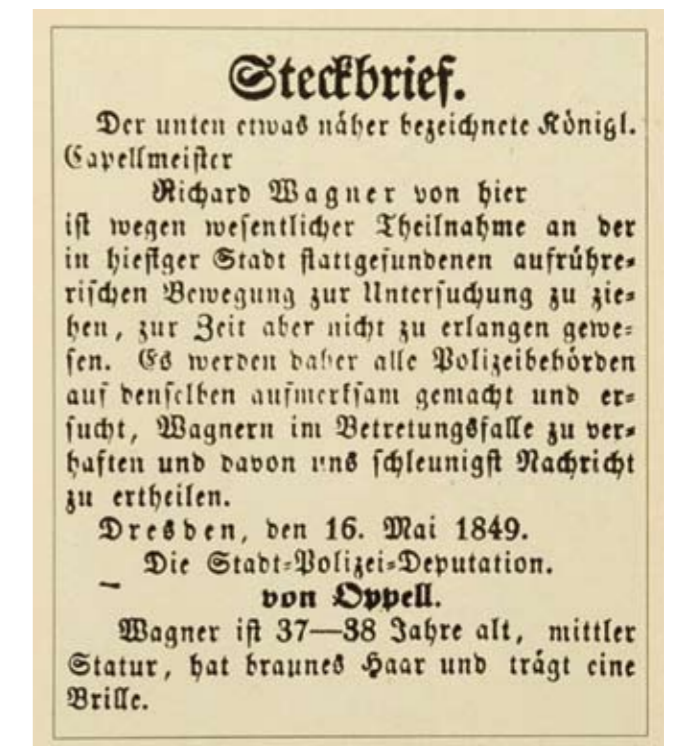 Steckbrief.
Der unten etwas näher bezeichnete Königl.
Capellmeister
Richard Wagner von hier
ist wegen wesentlicher Theilnahme an der
in hiesiger Stadt stattgefundenen aufrühre-
rischen Bewegung zur Untersuchung zu zie-
hen, zur Zeit aber nicht zu erlangen gewe-
sen. Es werden daher alle Polizeibehörden
auf denselben aufmerksam gemacht und er-
sucht, Wagnern im Betretungsfalle zu ver-
haften und davon uns schleunigst Nachricht
zu ertheilen.
Dresden, den 16. Mai 1849.
Die Stadt-Polizei-Deputation.
von Oppell.
Wagner ist 37—38 Jahre alt, mittler
Statur, hat braunes Haar und trägt eine
Brille.